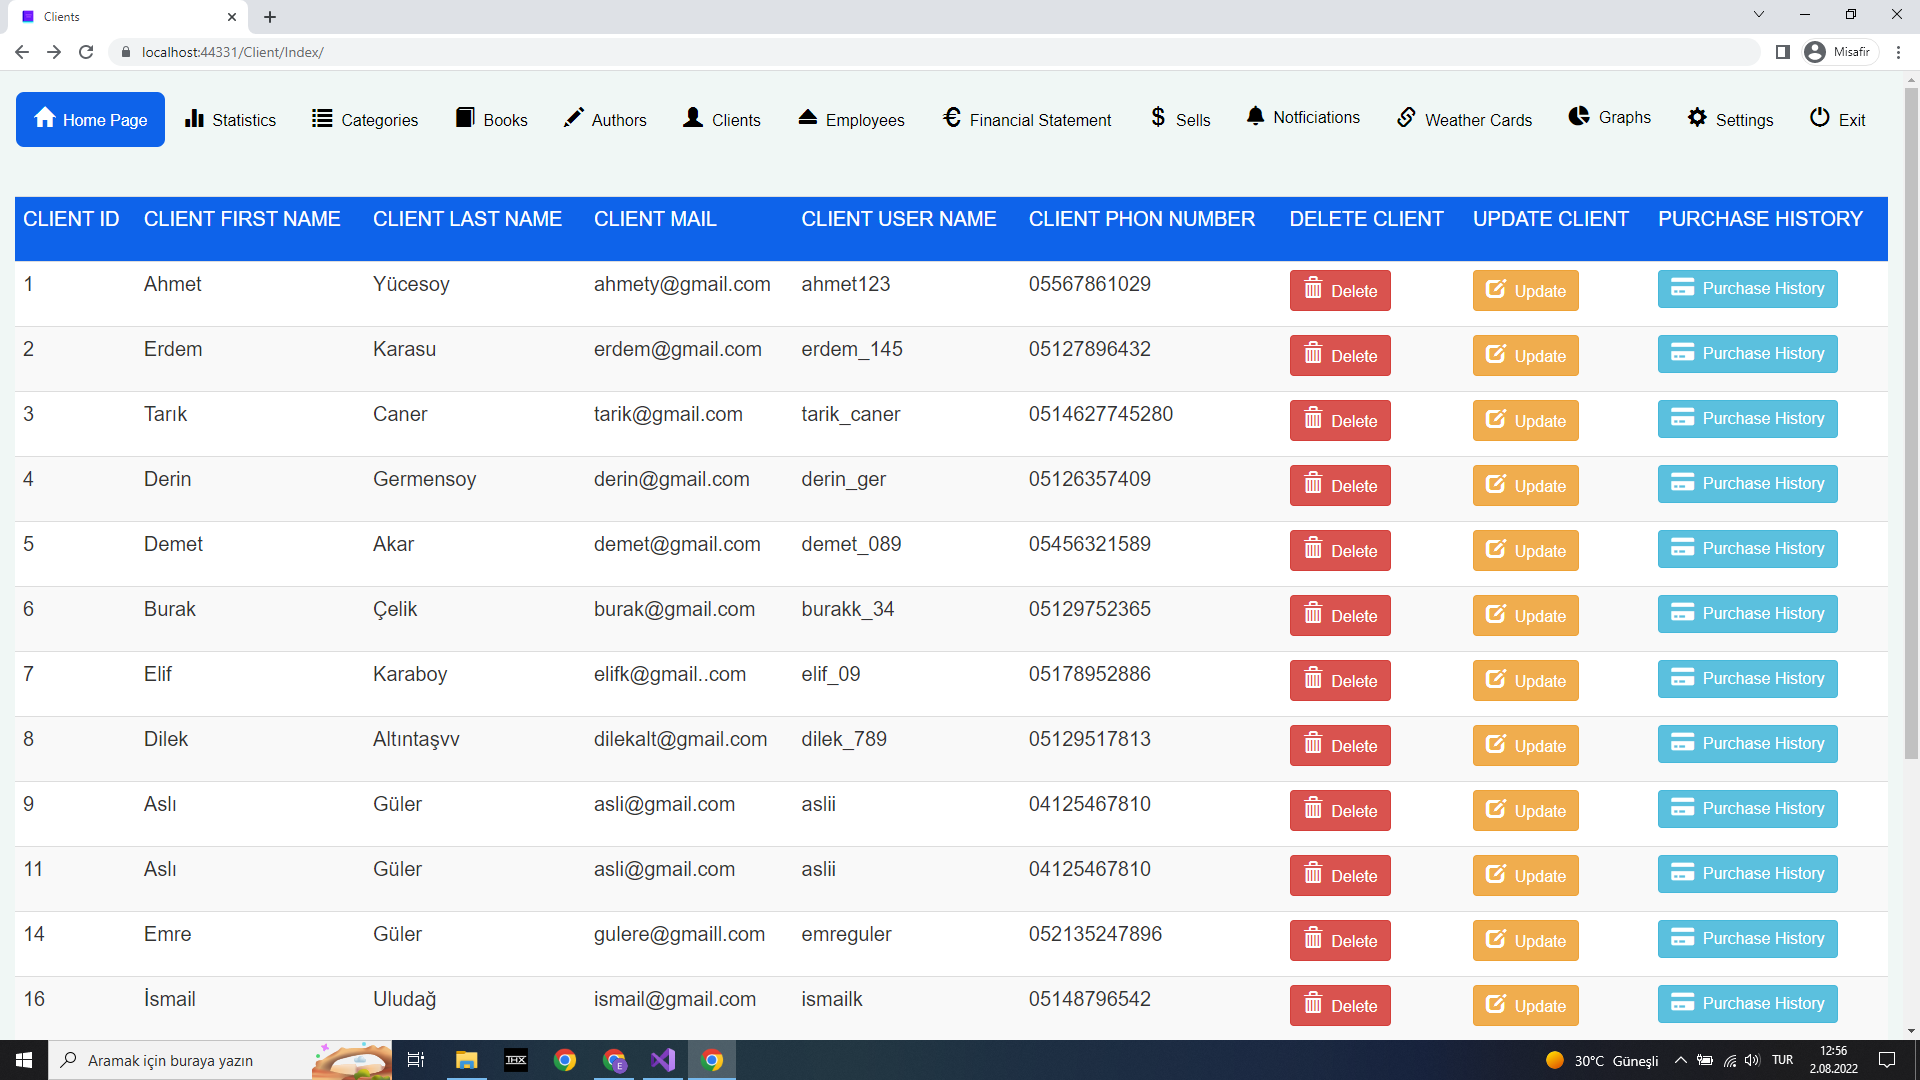 Clients
localhost:44331/Client/Index/
Misafir
Home Page Statistics Categories Books Authors Clients Employees Financial Statement Sells Notficiations Weather Cards Graphs Settings Exit
CLIENT ID CLIENT FIRST NAME CLIENT LAST NAME CLIENT MAIL CLIENT USER NAME CLIENT PHON NUMBER DELETE CLIENT UPDATE CLIENT PURCHASE HISTORY
1 Ahmet Yücesoy ahmety@gmail.com ahmet123 05567861029 Delete Update Purchase History
2 Erdem Karasu erdem@gmail.com erdem_145 05127896432 Delete Update Purchase History
3 Tarık Caner tarik@gmail.com tarik_caner 0514627745280 Delete Update Purchase History
4 Derin Germensoy derin@gmail.com derin_ger 05126357409 Delete Update Purchase History
5 Demet Akar demet@gmail.com demet_089 05456321589 Delete Update Purchase History
6 Burak Çelik burak@gmail.com burakk_34 05129752365 Delete Update Purchase History
7 Elif Karaboy elifk@gmail..com elif_09 05178952886 Delete Update Purchase History
8 Dilek Altıntaşvv dilekalt@gmail.com dilek_789 05129517813 Delete Update Purchase History
9 Aslı Güler asli@gmail.com aslii 04125467810 Delete Update Purchase History
11 Aslı Güler asli@gmail.com aslii 04125467810 Delete Update Purchase History
14 Emre Güler gulere@gmaill.com emreguler 052135247896 Delete Update Purchase History
16 İsmail Uludağ ismail@gmail.com ismailk 05148796542 Delete Update Purchase History
Aramak için buraya yazın THX E 30°C Güneşli TUR 12:56
2.08.2022